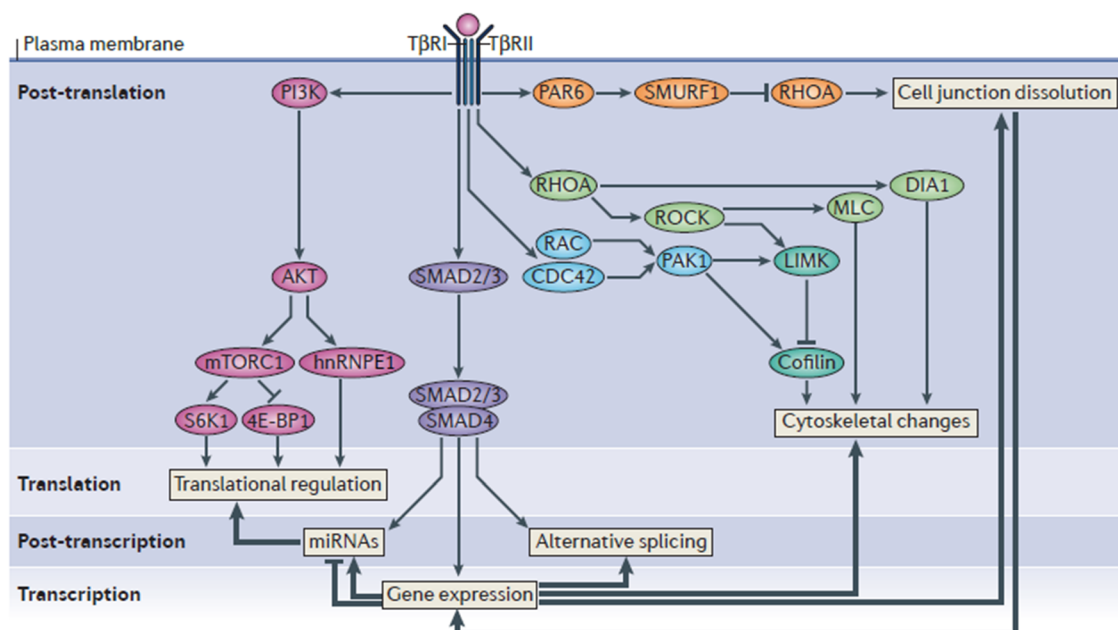 Plasma membrane
TβRI
TβRII
Post-translation
PI3K
PAR6
SMURF1
RHOA
Cell junction dissolution
RHOA
DIA1
ROCK
MLC
RAC
CDC42
PAK1
LIMK
AKT
SMAD2/3
mTORC1
hnRNPE1
Cofilin
SMAD2/3
SMAD4
S6K1
4E-BP1
Cytoskeletal changes
Translation
Translational regulation
Post-transcription
miRNAs
Alternative splicing
Transcription
Gene expression